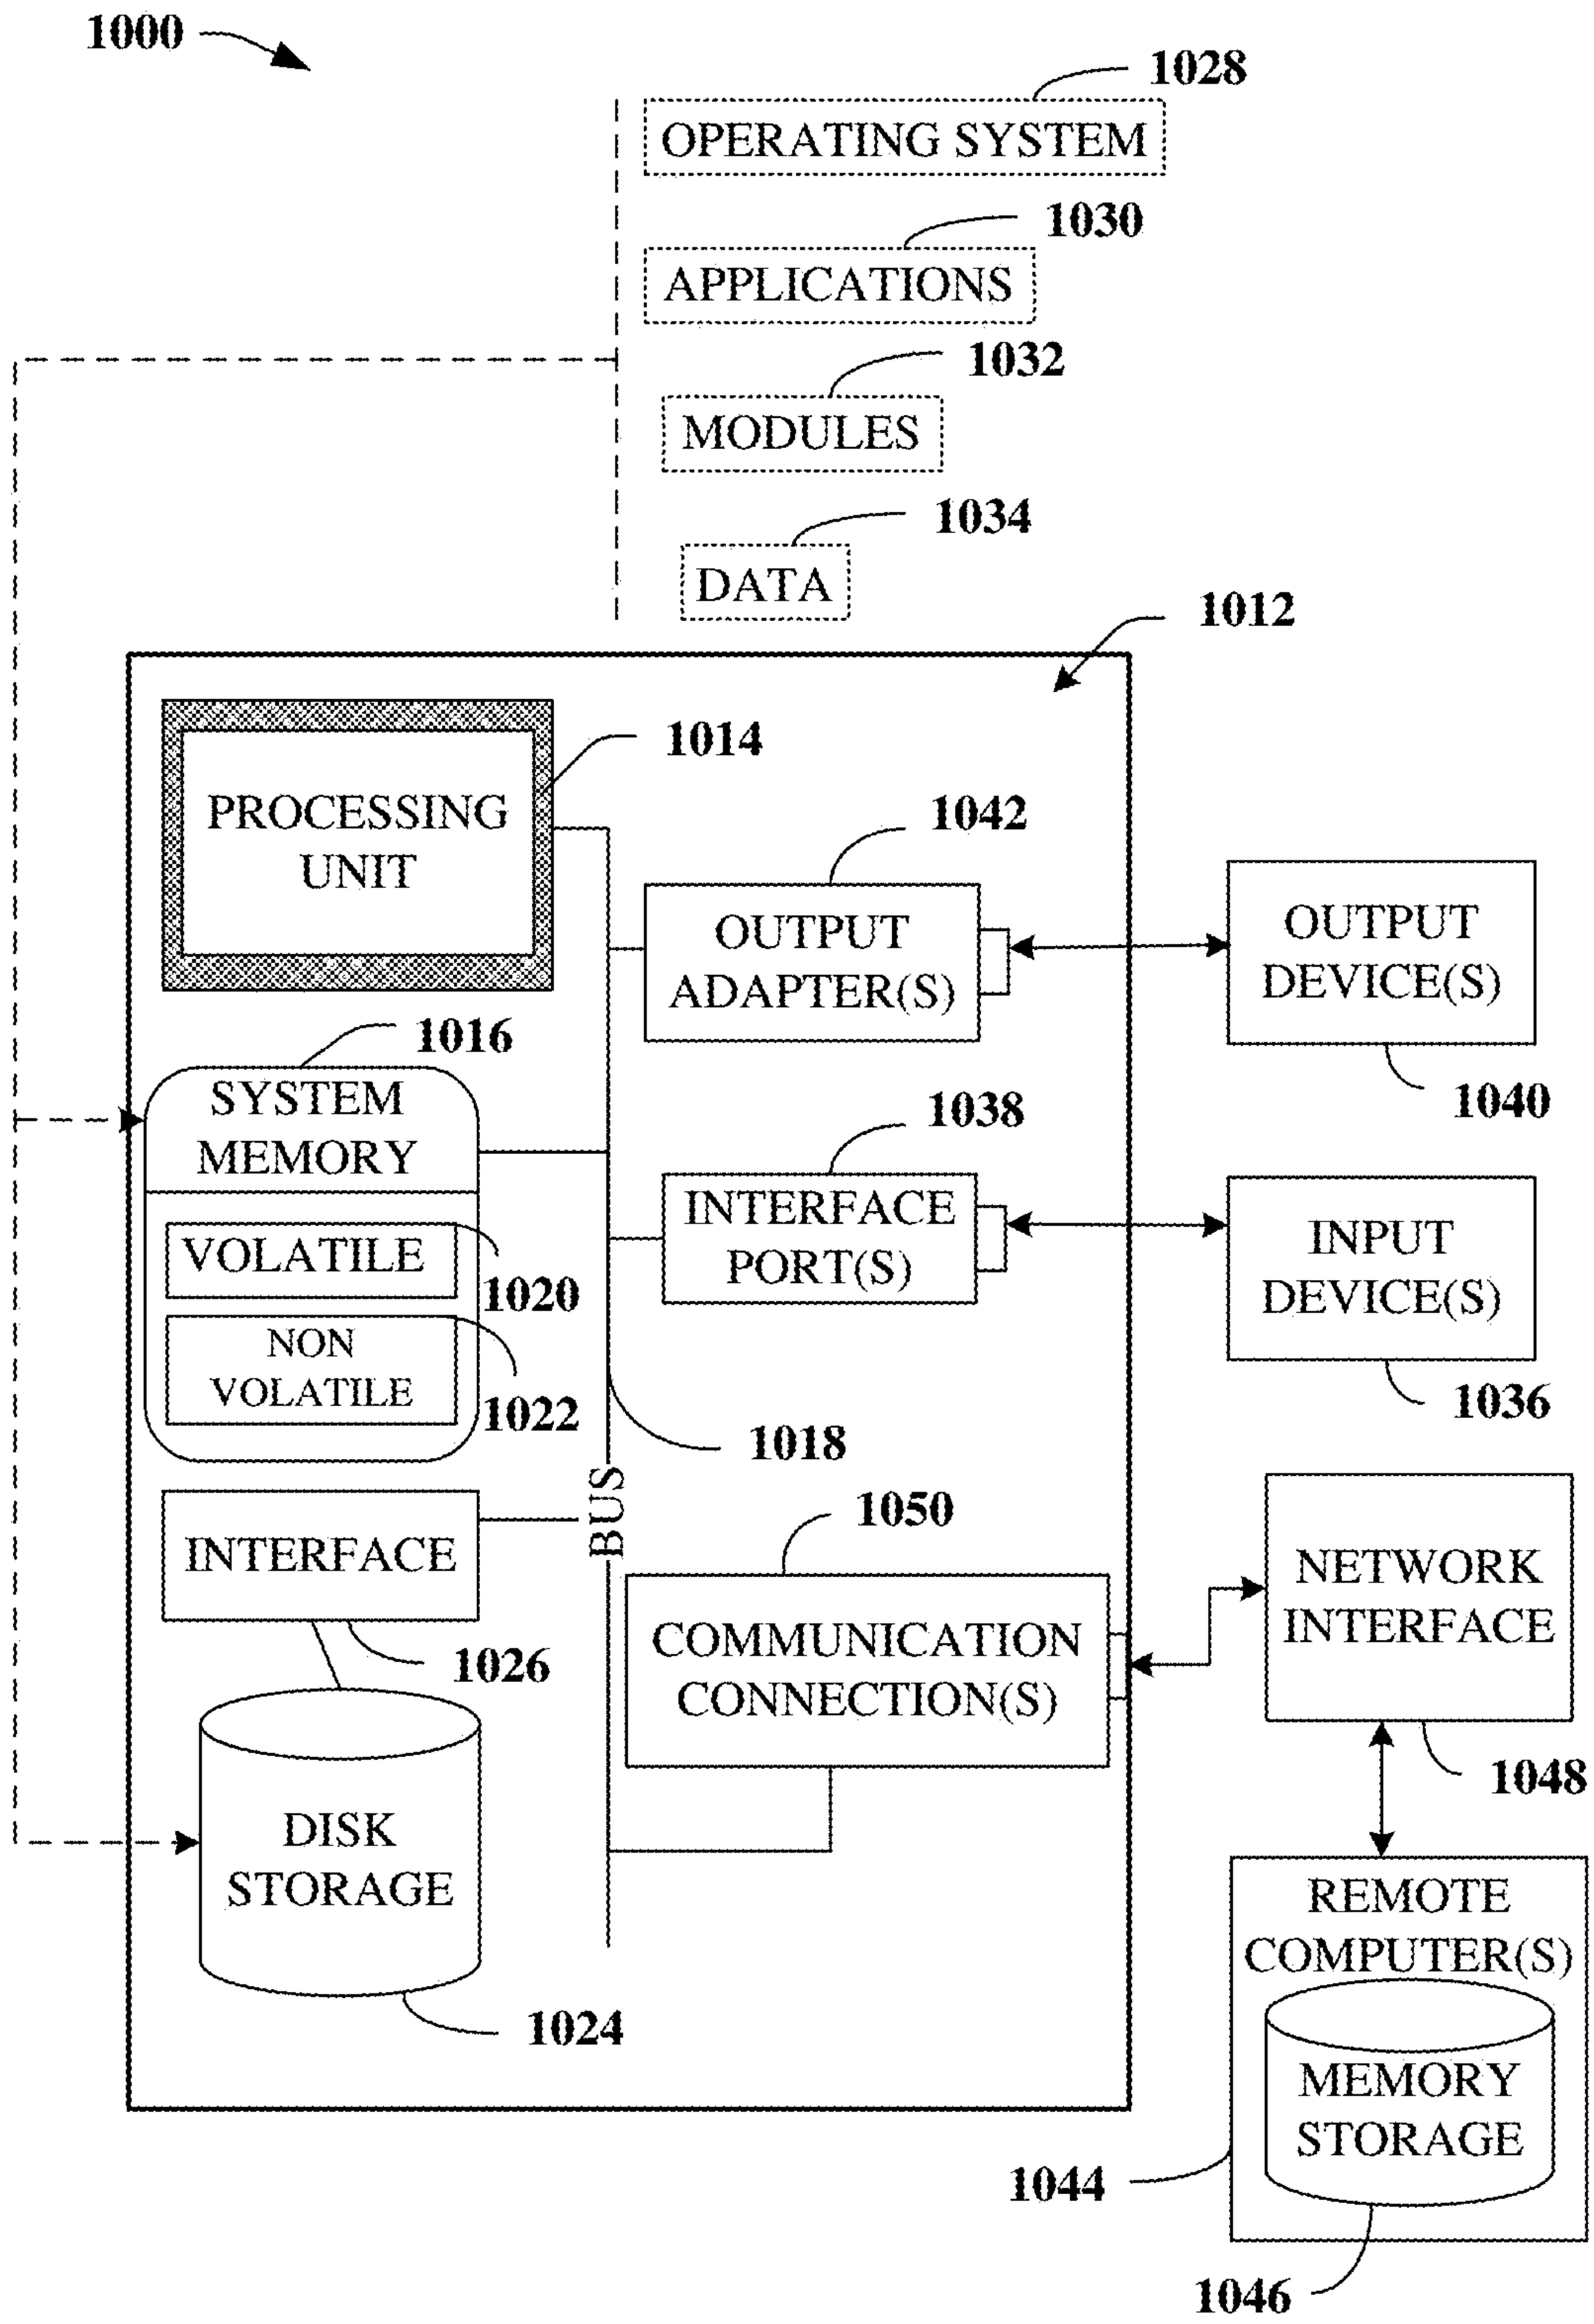 1000
1028
OPERATING SYSTEM
1030
APPLICATIONS
1032
MODULES
1034
DATA
1012
1014
PROCESSING
UNIT
1042
OUTPUT
ADAPTER(S)
OUTPUT
DEVICE(S)
1040
1016
SYSTEM
MEMORY
1038
INTERFACE
PORT(S)
INPUT
DEVICE(S)
1036
VOLATILE
1020
NON
VOLATILE
1022
1018
BUS
INTERFACE
1026
1050
COMMUNICATION
CONNECTION(S)
NETWORK
INTERFACE
1048
DISK
STORAGE
1024
REMOTE
COMPUTER(S)
MEMORY
STORAGE
1044
1046